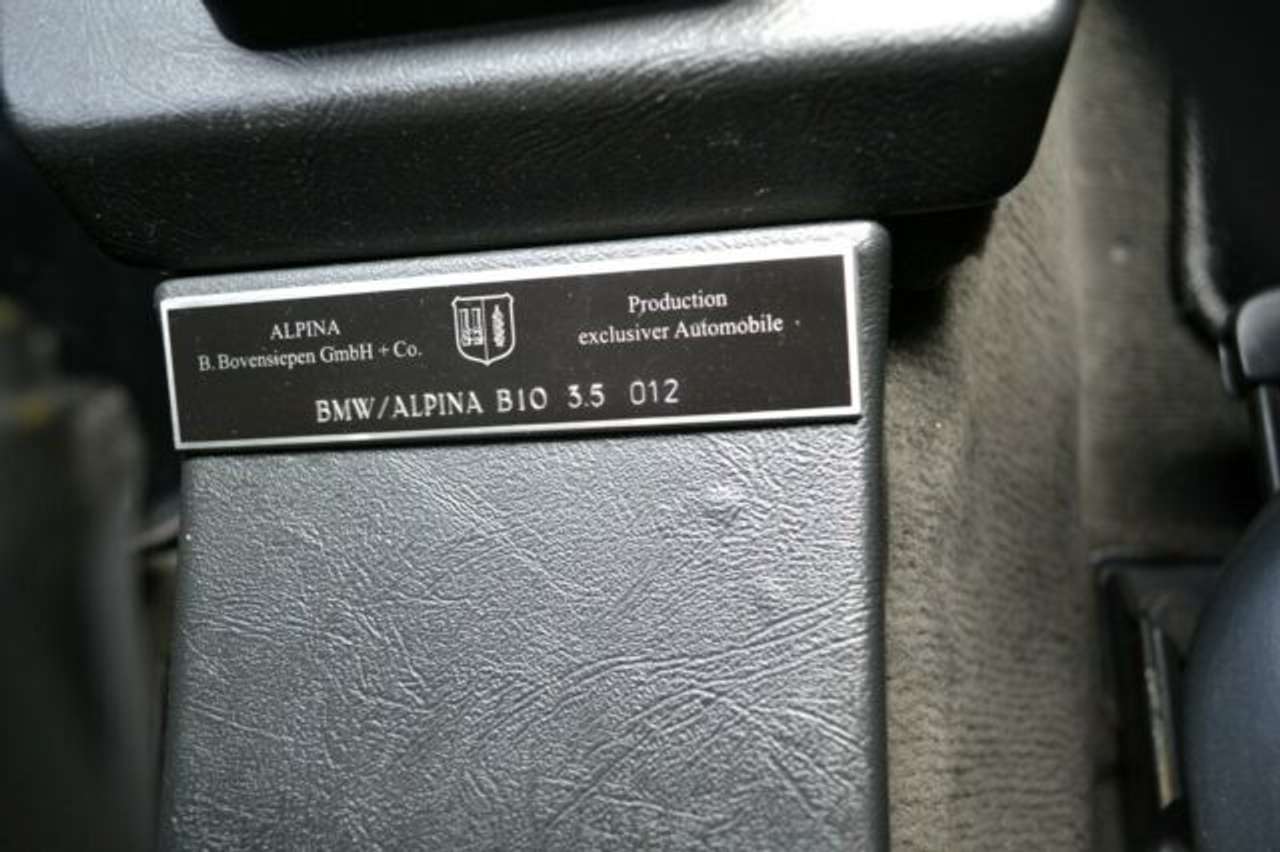 ALPINA
B. Bovensiepen GmbH + Co.
Production
exclusiver Automobile
BMW/ALPINA B10 3.5 012